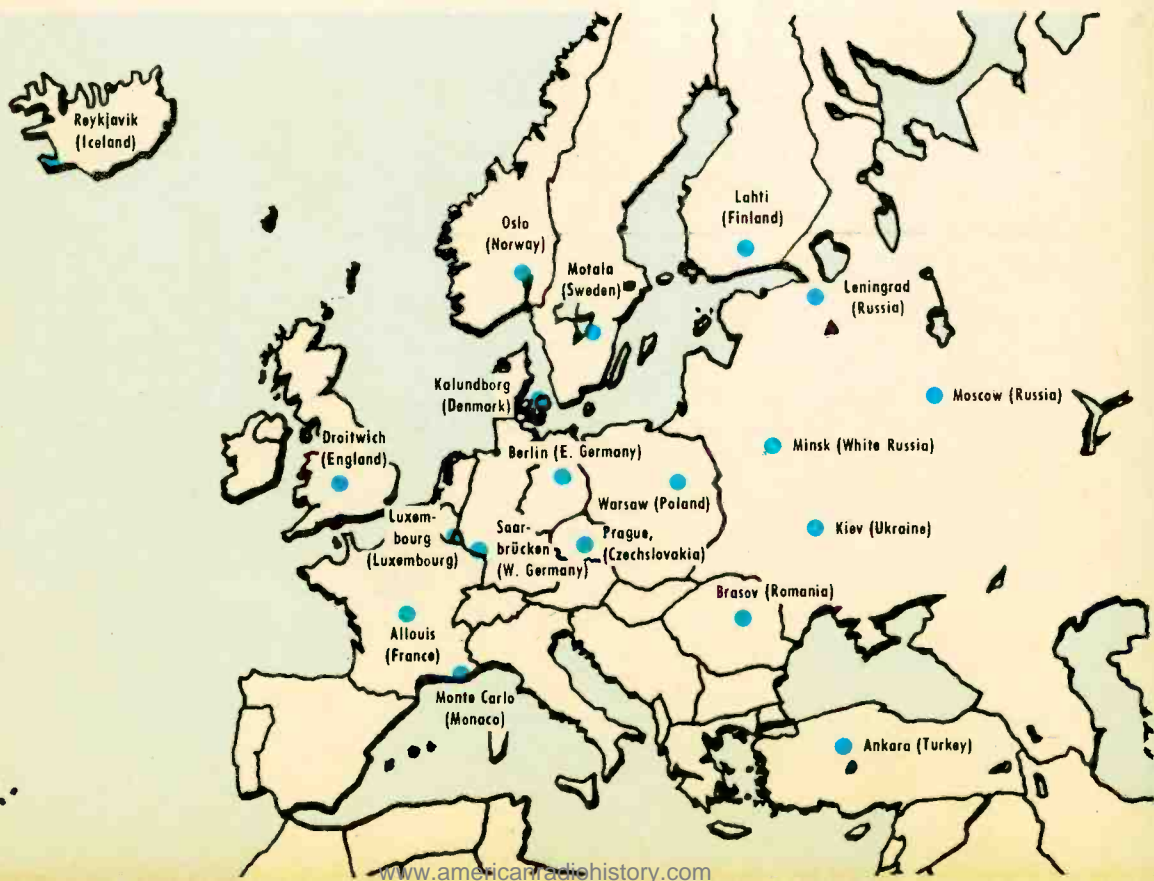 Reykjavik
(Iceland)
Lahti
(Finland)
Oslo
(Norway)
Motala
(Sweden)
Leningrad
(Russia)
Kalundborg
(Denmark)
Moscow (Russia)
Droitwich
(England)
Berlin (E. Germany)
Minsk (White Russia)
Warsaw (Poland)
Luxem-
bourg
(Luxembourg)
Saar-
brücken
(W. Germany)
Prague,
(Czechslovakia)
Kiev (Ukraine)
Brasov (Romania)
Allouis
(France)
Monte Carlo
(Monaco)
Ankara (Turkey)
www.americanradiohistory.com